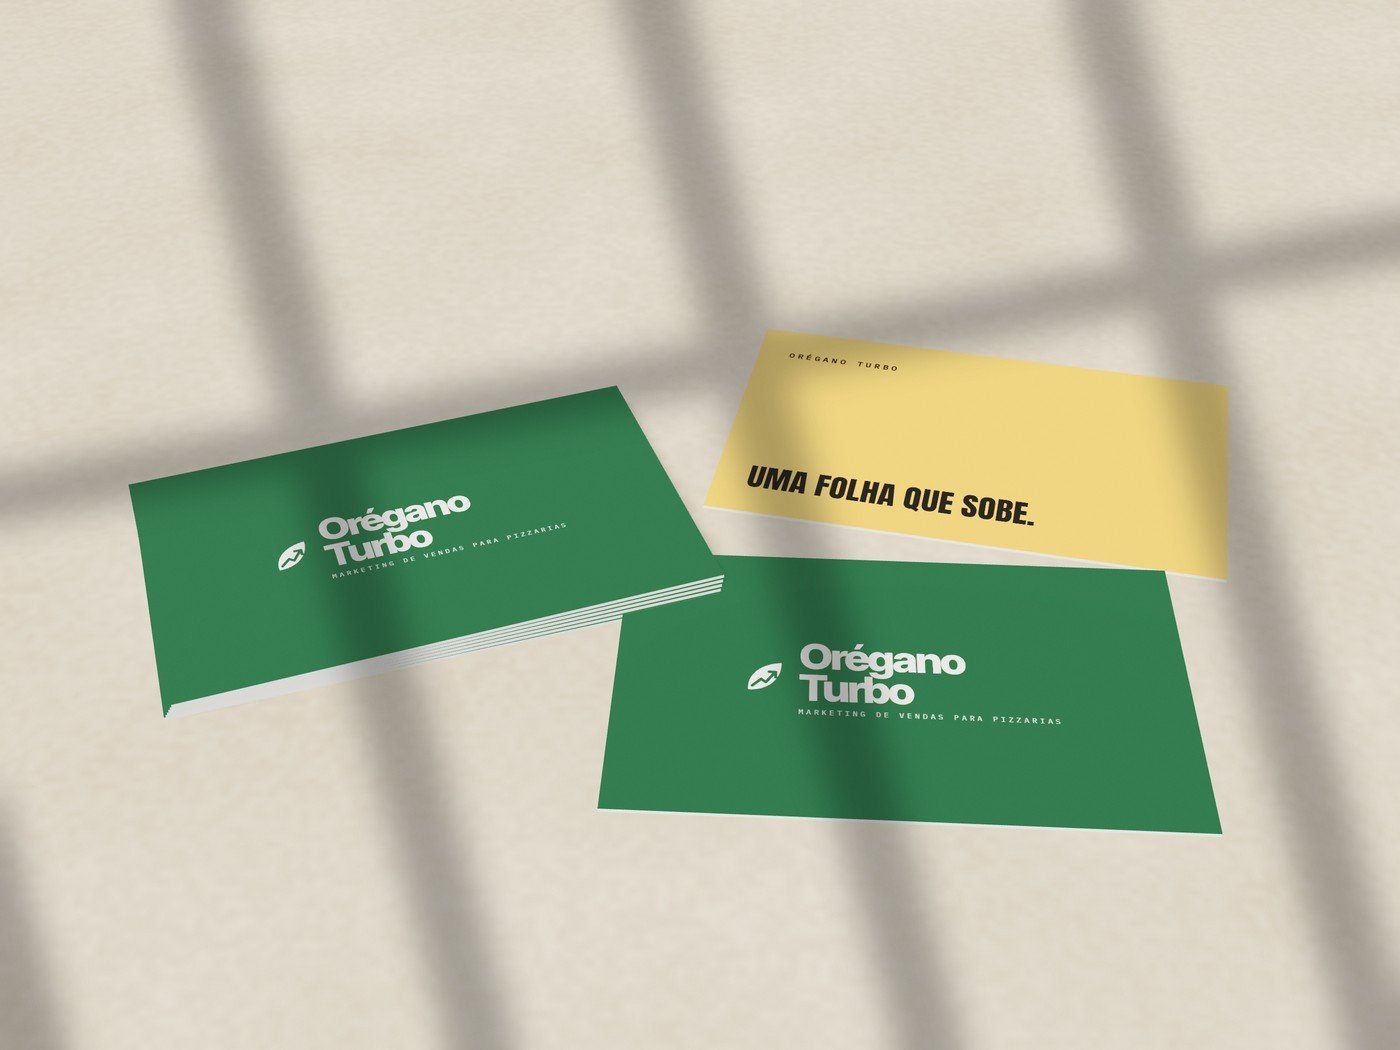 ORÉGANO TURBO
UMA FOLHA QUE SOBE.
Orégano
Turbo
MARKETING DE VENDAS PARA PIZZARIAS
Orégano
Turbo
MARKETING DE VENDAS PARA PIZZARIAS